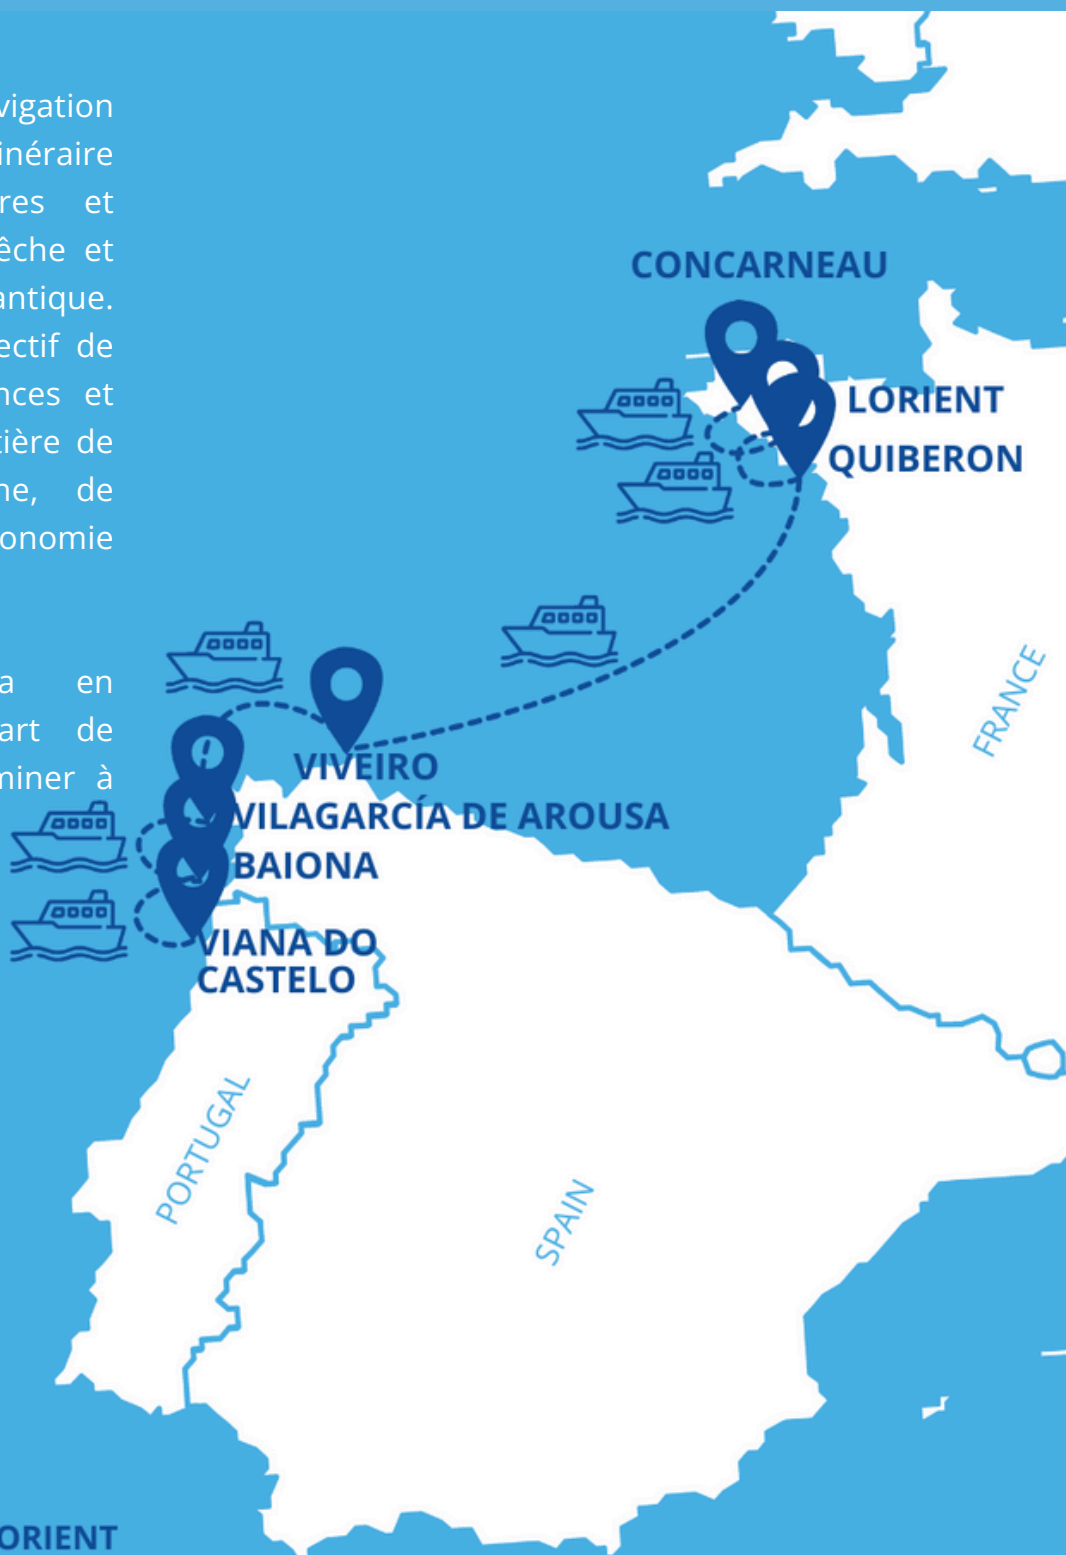 vigation
inéraire
res et
êche et
antique.
ectif de
nces et
tière de
ne, de
onomie
a en
art de
miner à
CONCARNEAU
LORIENT
QUIBERON
FRANCE
VIVEIRO
VILAGARCÍA DE AROUSA
BAIONA
VIANA DO
CASTELO
PORTUGAL
SPAIN
ORIENT